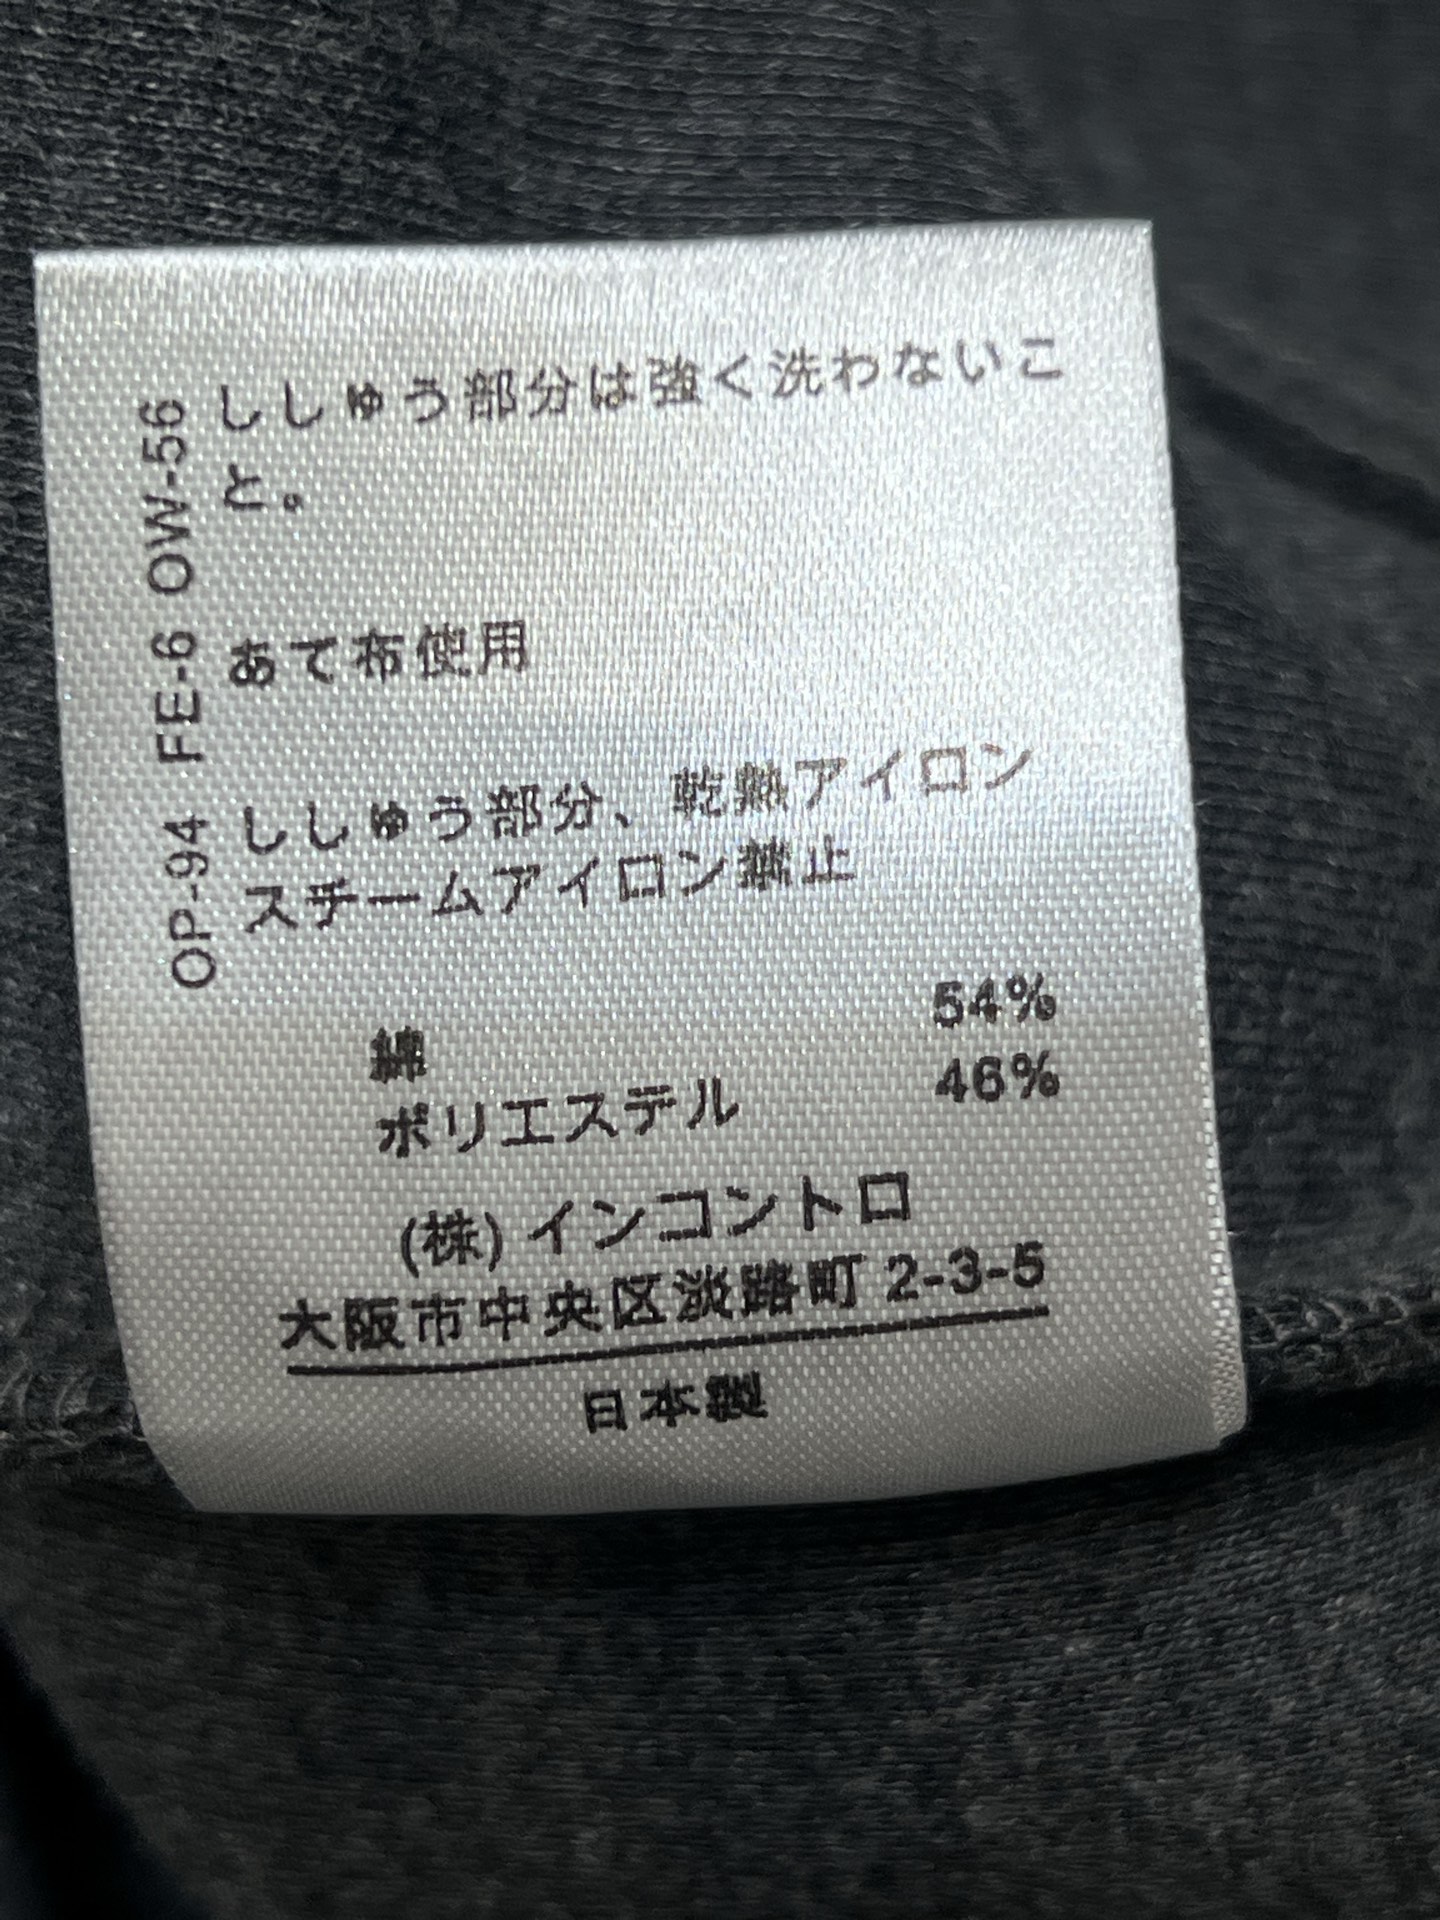 ししゅう部分は強く洗わないこ
と。
あて布使用
ししゅう部分、乾熱アイロン
スチームアイロン禁止
綿 54%
ポリエステル 46%
(株)インコントロ
大阪市中央区淡路町 2-3-5
日本製
OP-94 FE-6 OW-56